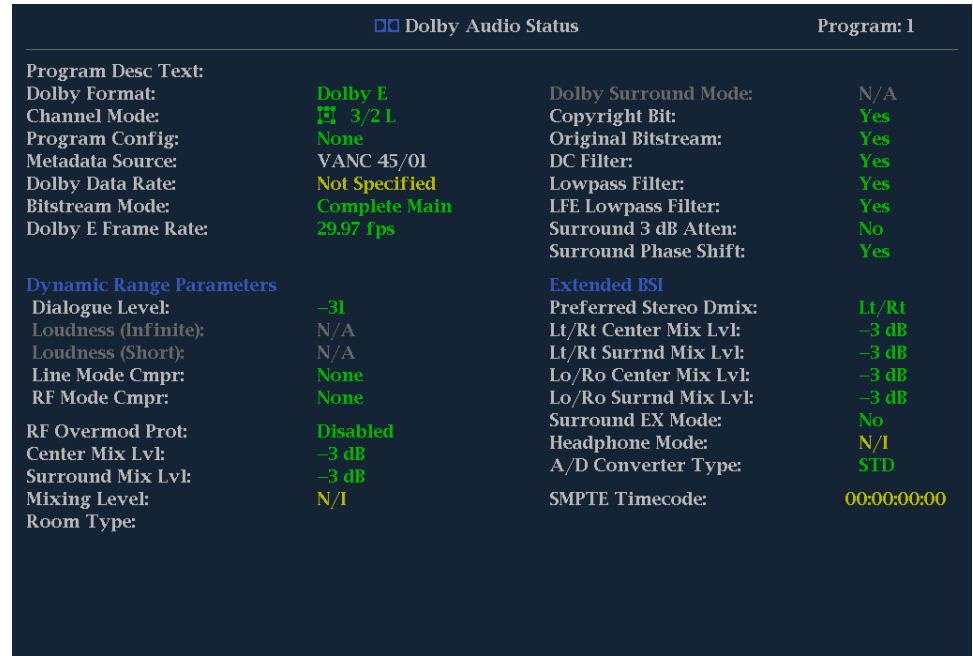 Dolby Audio Status Program: 1
Program Desc Text:
Dolby Format: Dolby E Dolby Surround Mode: N/A
Channel Mode: 3/2 L Copyright Bit: Yes
Program Config: None Original Bitstream: Yes
Metadata Source: VANC 45/01 DC Filter: Yes
Dolby Data Rate: Not Specified Lowpass Filter: Yes
Bitstream Mode: Complete Main LFE Lowpass Filter: Yes
Dolby E Frame Rate: 29.97 fps Surround 3 dB Atten: No
Surround Phase Shift: Yes
Dynamic Range Parameters Extended BSI
Dialogue Level: −31 Preferred Stereo Dmix: Lt/Rt
Loudness (Infinite): N/A Lt/Rt Center Mix Lvl: −3 dB
Loudness (Short): N/A Lt/Rt Surrnd Mix Lvl: −3 dB
Line Mode Cmpr: None Lo/Ro Center Mix Lvl: −3 dB
RF Mode Cmpr: None Lo/Ro Surrnd Mix Lvl: −3 dB
Surround EX Mode: No
RF Overmod Prot: Disabled Headphone Mode: N/I
Center Mix Lvl: −3 dB A/D Converter Type: STD
Surround Mix Lvl: −3 dB
Mixing Level: N/I SMPTE Timecode: 00:00:00:00
Room Type: